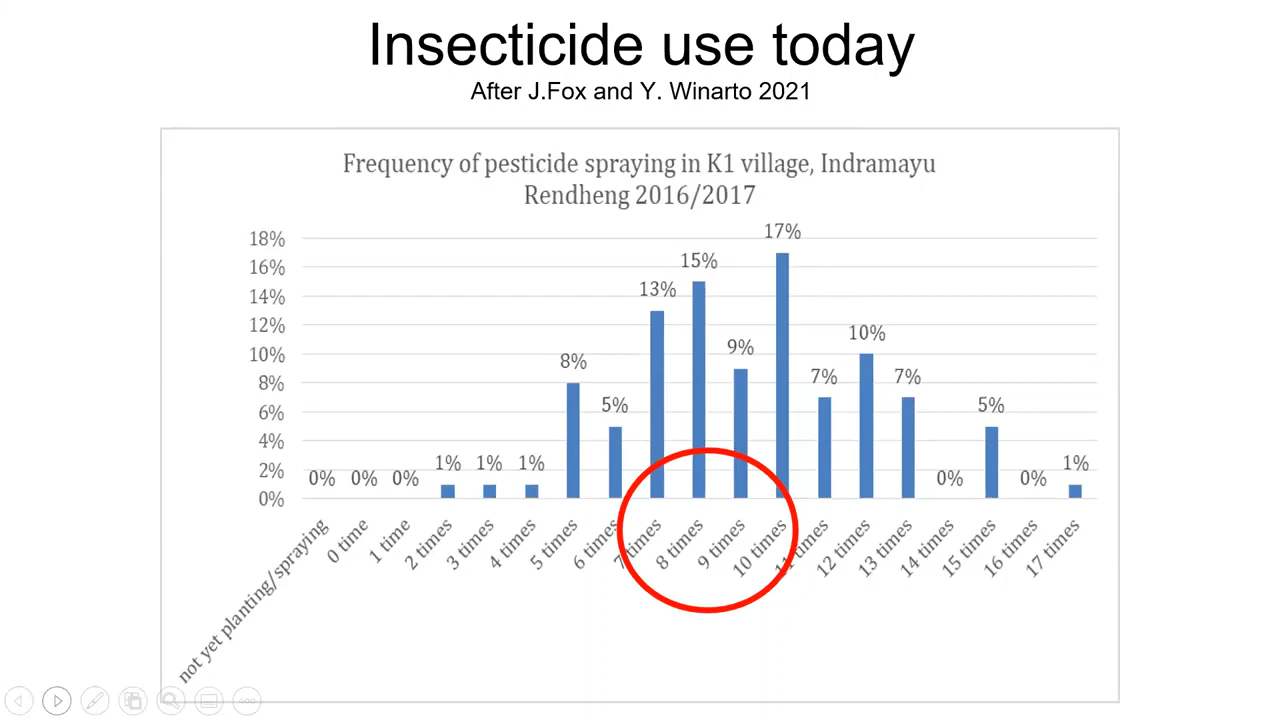 Insecticide use today
After J.Fox and Y. Winarto 2021
Frequency of pesticide spraying in K1 village, Indramayu
Rendheng 2016/2017
18%
16%
14%
12%
10%
8%
6%
4%
2%
0%
0%
0%
0%
1%
1%
1%
8%
5%
13%
15%
9%
17%
7%
10%
7%
0%
5%
0%
1%
not yet planting/spraying
0 time
1 time
2 times
3 times
4 times
5 times
6 times
7 times
8 times
9 times
10 times
11 times
12 times
13 times
14 times
15 times
16 times
17 times